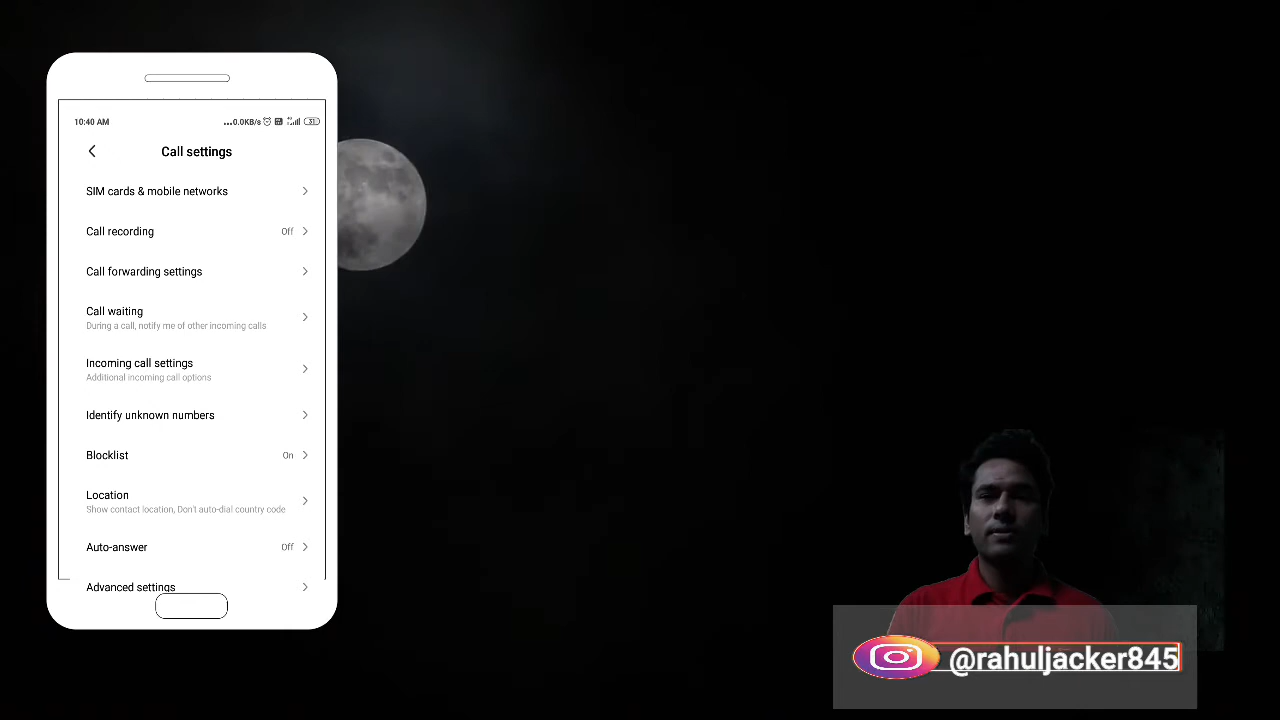 10:40 AM
...0.0KB/s
4G
31
Call settings
SIM cards & mobile networks
Call recording
Off
Call forwarding settings
Call waiting
During a call, notify me of other incoming calls
Incoming call settings
Additional incoming call options
Identify unknown numbers
Blocklist
On
Location
Show contact location, Don't auto-dial country code
Auto-answer
Off
Advanced settings
@rahuljacker845